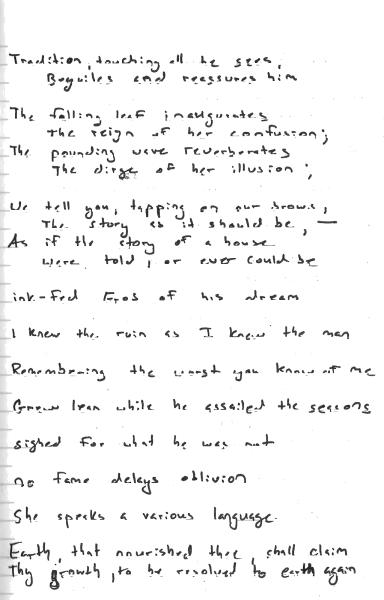 Tradition, touching all he sees,
Beguiles and reassures him
The falling leaf inaugurates
the reign of her confusion;
The pounding wave reverberates
The dirge of her illusion;
We tell you, tapping on our brows,
The story as it should be, —
As if the story of a house
were told, or ever could be
ink-fed Eros of his dream
I knew the ruin as I knew the man
Remembering the worst you know of me
Grown lean while he assailed the seasons
sighed for what he was not
no fame delays oblivion
She speaks a various language.
Earth, that nourished thee, shall claim
Thy growth, to be resolved to earth again